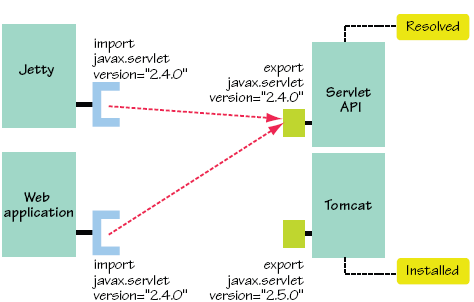 Resolved
import
javax.servlet
version="2.4.0"
Jetty
export
javax.servlet
version="2.4.0"
Servlet
API
Web
application
Tomcat
import
javax.servlet
version="2.4.0"
export
javax.servlet
version="2.5.0"
Installed